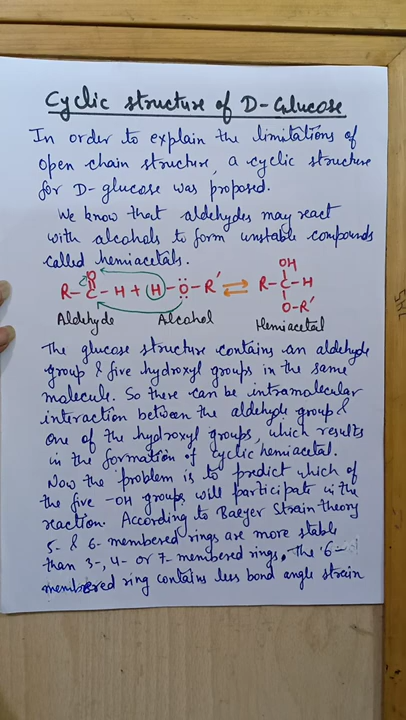 Cyclic structure of D-Glucose
In order to explain the limitations of
open chain structure, a cyclic structure
for D-glucose was proposed.
We know that aldehydes may react
with alcohols to form unstable compounds
called hemiacetals.
OH
O
R-C-H + H-Ö-R' ⇌ R-C-H
O-R'
Aldehyde Alcohol Hemiacetal
The glucose structure contains an aldehyde
group & five hydroxyl groups in the same
molecule. So there can be intramolecular
interaction between the aldehyde group &
one of the hydroxyl groups, which results
in the formation of cyclic hemiacetal.
Now the problem is to predict which of
the five -OH groups will participate in the
reaction. According to Baeyer Strain theory
5- & 6-membered rings are more stable
than 3-, 4- or 7-membered rings. The 6-
membered ring contains less bond angle strain